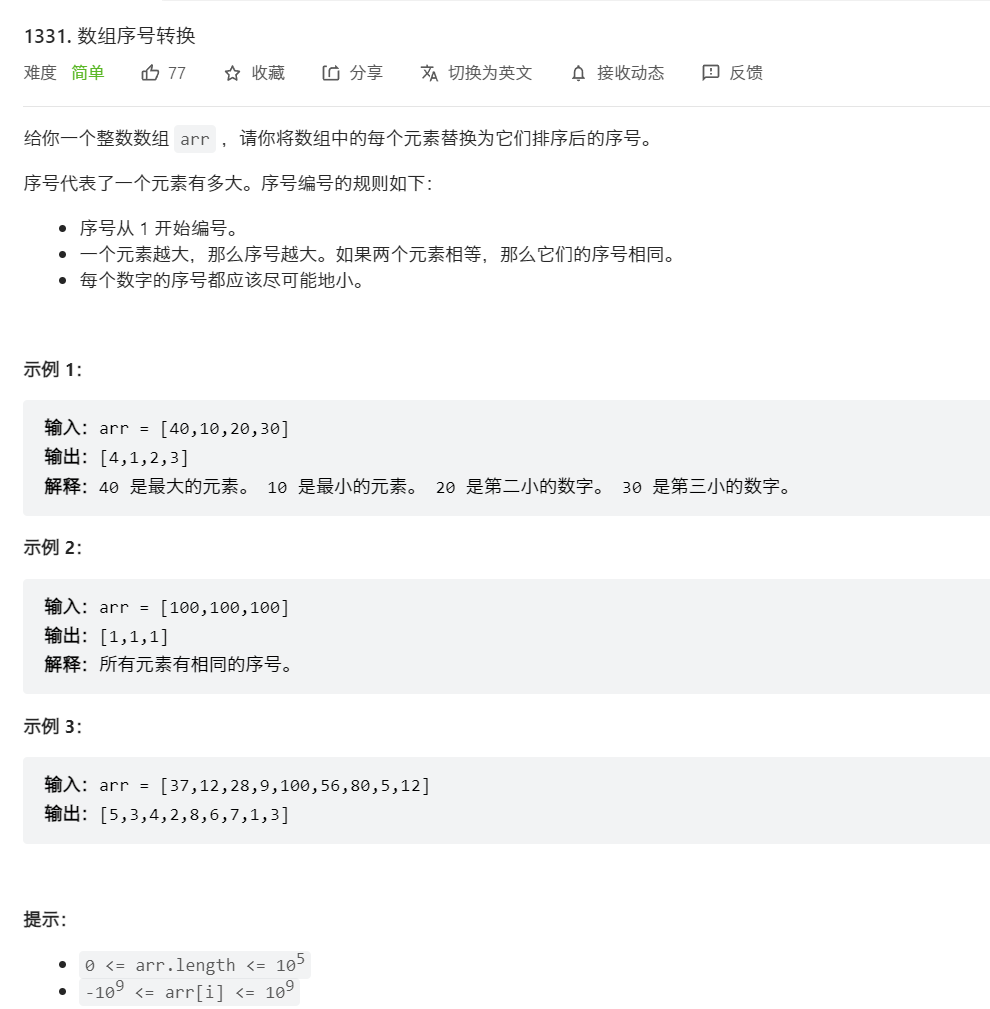 1331. 数组序号转换
难度 简单 77 收藏 分享 切换为英文 接收动态 反馈
给你一个整数数组 arr ，请你将数组中的每个元素替换为它们排序后的序号。
序号代表了一个元素有多大。序号编号的规则如下：
序号从 1 开始编号。
一个元素越大，那么序号越大。如果两个元素相等，那么它们的序号相同。
每个数字的序号都应该尽可能地小。
示例 1：
输入：arr = [40,10,20,30]
输出：[4,1,2,3]
解释：40 是最大的元素。 10 是最小的元素。 20 是第二小的数字。 30 是第三小的数字。
示例 2：
输入：arr = [100,100,100]
输出：[1,1,1]
解释：所有元素有相同的序号。
示例 3：
输入：arr = [37,12,28,9,100,56,80,5,12]
输出：[5,3,4,2,8,6,7,1,3]
提示：
0 <= arr.length <= 10⁵
-10⁹ <= arr[i] <= 10⁹